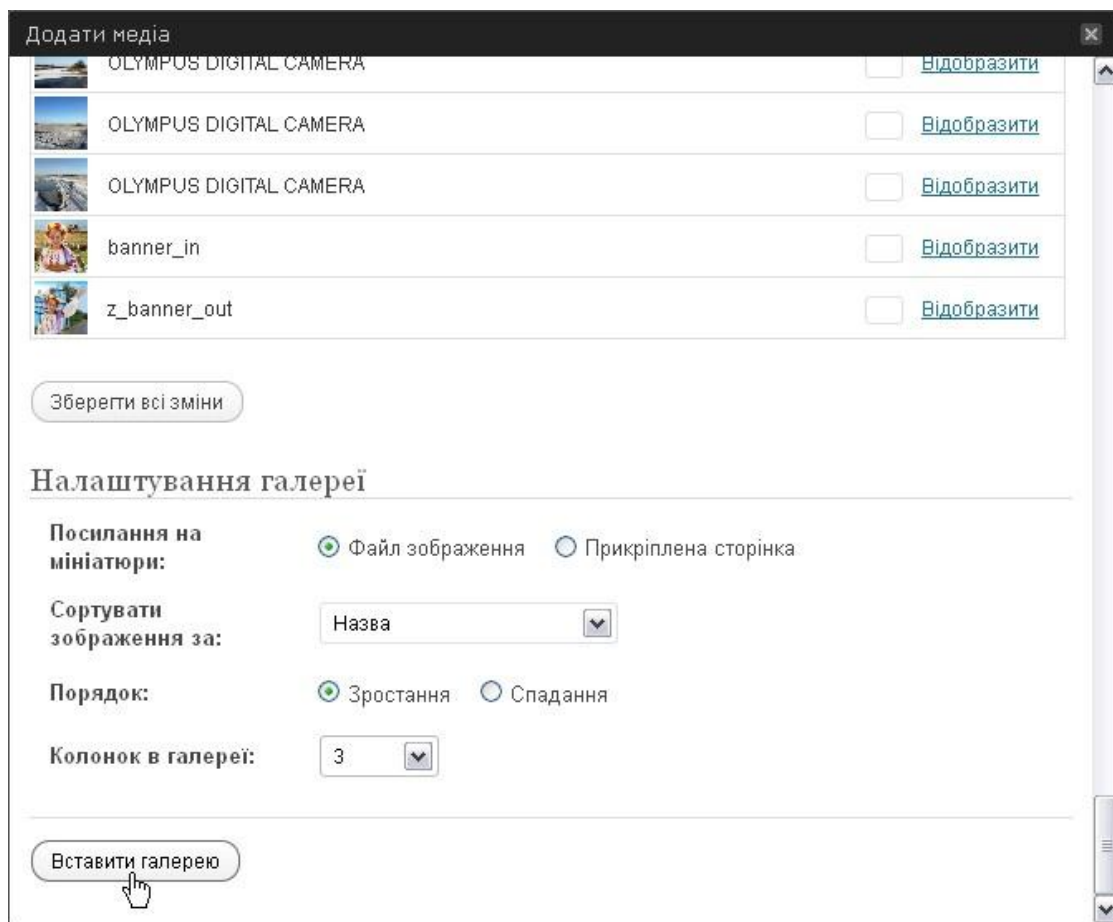 Додати медіа
OLYMPUS DIGITAL CAMERA Відобразити
OLYMPUS DIGITAL CAMERA Відобразити
OLYMPUS DIGITAL CAMERA Відобразити
banner_in Відобразити
z_banner_out Відобразити
Зберегти всі зміни
Налаштування галереї
Посилання на
мініатюри:
Файл зображення Прикріплена сторінка
Сортувати
зображення за:
Назва
Порядок: Зростання Спадання
Колонок в галереї: 3
Вставити галерею